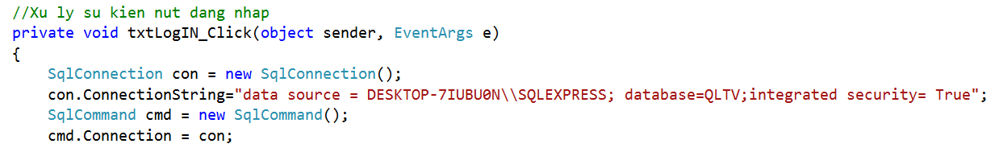 //Xu ly su kien nut dang nhap
private void txtLogIN_Click(object sender, EventArgs e)
{
SqlConnection con = new SqlConnection();
con.ConnectionString="data source = DESKTOP-7IUBU0N\\SQLEXPRESS; database=QLTV;integrated security= True";
SqlCommand cmd = new SqlCommand();
cmd.Connection = con;